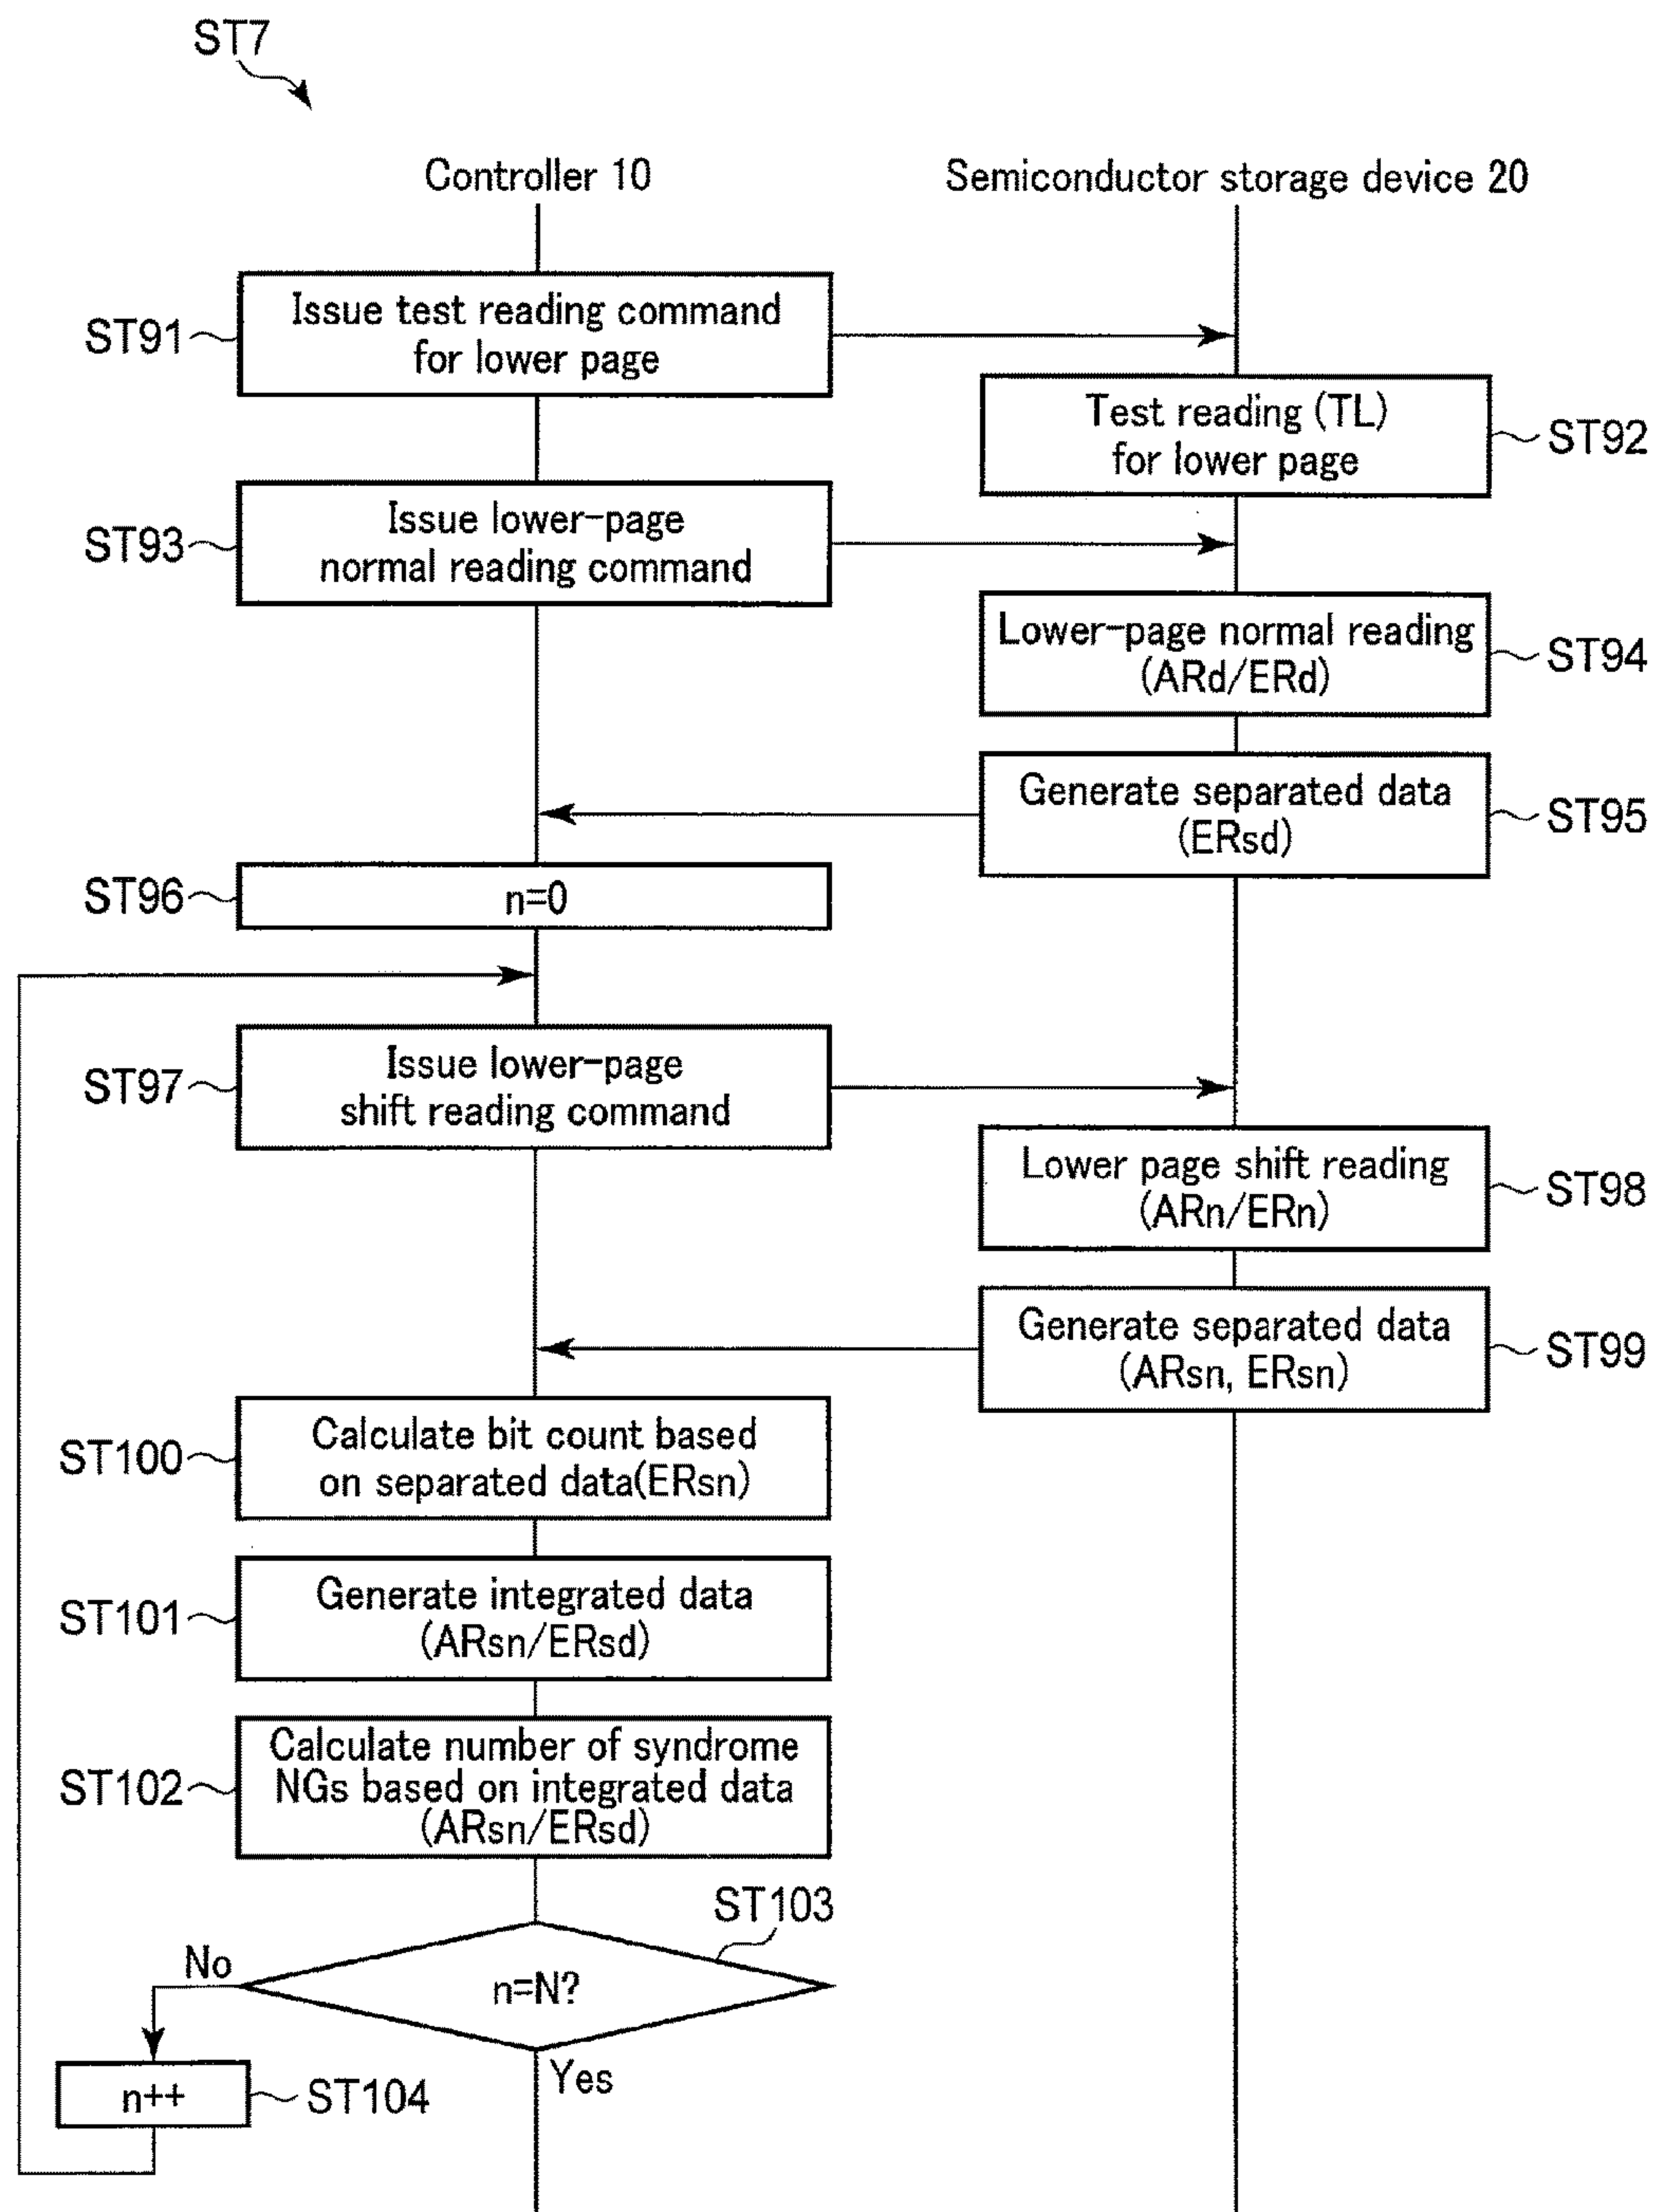 ST7
Controller 10
Semiconductor storage device 20
ST91
Issue test reading command
for lower page
Test reading (TL)
for lower page
ST92
ST93
Issue lower-page
normal reading command
Lower-page normal reading
(ARd/ERd)
ST94
Generate separated data
(ERsd)
ST95
ST96
n=0
ST97
Issue lower-page
shift reading command
Lower page shift reading
(ARn/ERn)
ST98
Generate separated data
(ARsn, ERsn)
ST99
ST100
Calculate bit count based
on separated data(ERsn)
ST101
Generate integrated data
(ARsn/ERsd)
ST102
Calculate number of syndrome
NGs based on integrated data
(ARsn/ERsd)
ST103
No
n=N?
Yes
n++
ST104